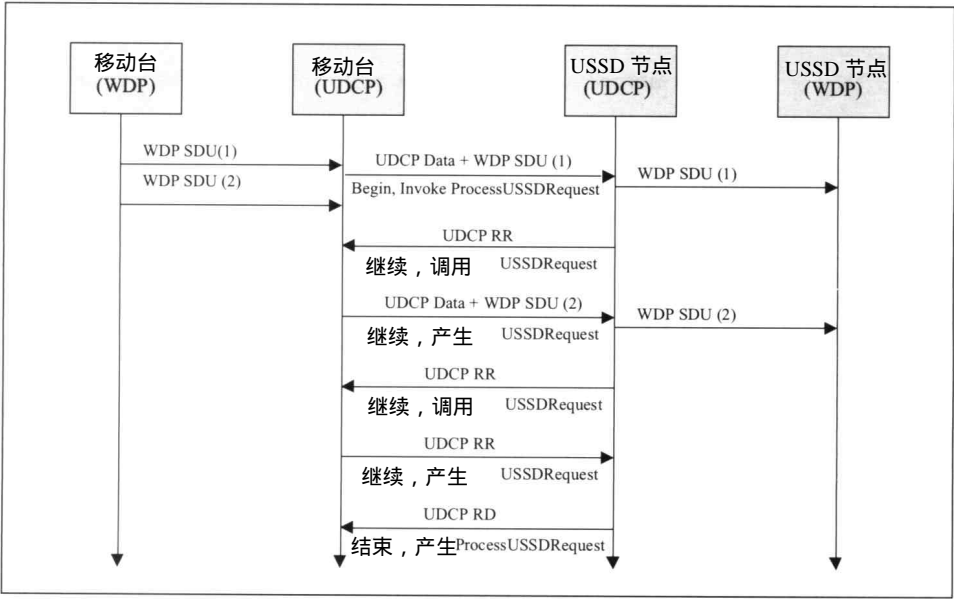 移动台
(WDP)
移动台
(UDCP)
USSD 节点
(UDCP)
USSD 节点
(WDP)
WDP SDU(1)
UDCP Data + WDP SDU (1)
WDP SDU (1)
WDP SDU (2)
Begin, Invoke ProcessUSSDRequest
UDCP RR
继续，调用 USSDRequest
UDCP Data + WDP SDU (2)
WDP SDU (2)
继续，产生 USSDRequest
UDCP RR
继续，调用 USSDRequest
UDCP RR
继续，产生 USSDRequest
UDCP RD
结束，产生ProcessUSSDRequest